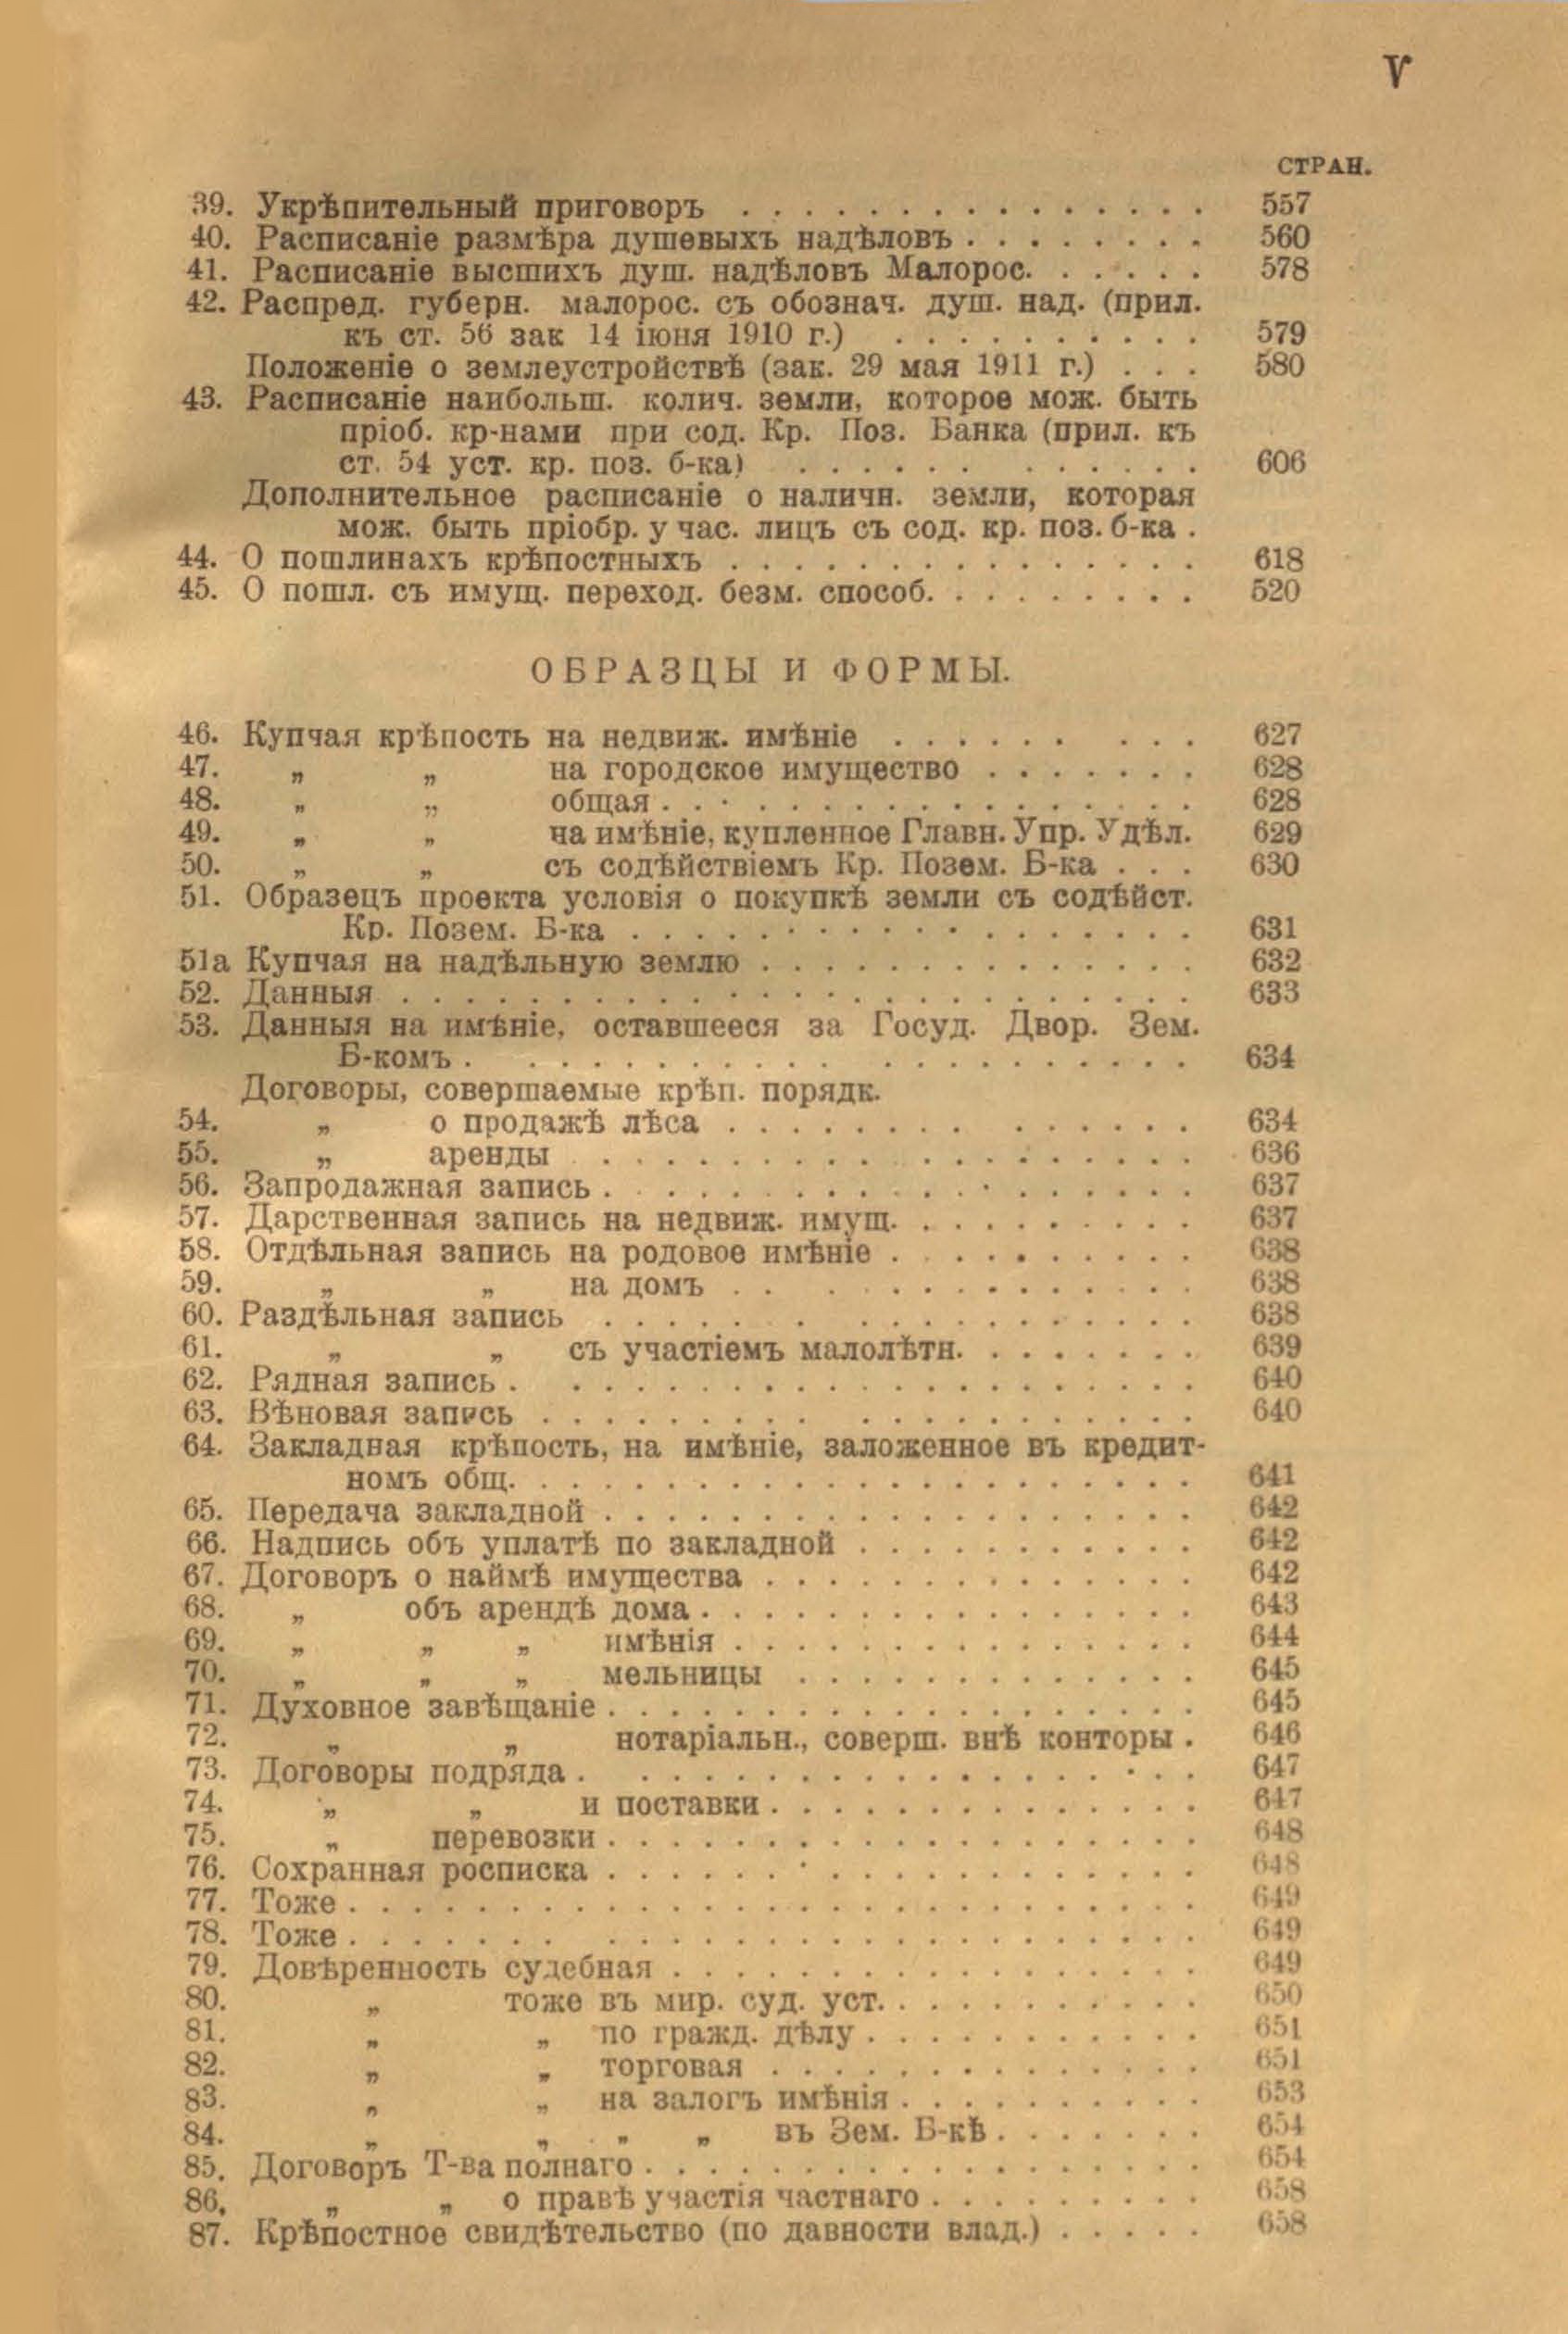 V
СТРАН.
39. Укрѣпительный приговоръ . . . . . . . . . . . . . . . 557
40. Расписаніе размѣра душевыхъ надѣловъ . . . . . . . . 560
41. Расписаніе высшихъ душ. надѣловъ Малорос. . . . . . 578
42. Распред. губерн. малорос. съ обознач. душ. над. (прил.
къ ст. 56 зак 14 іюня 1910 г.) . . . . . . . . . . 579
Положеніе о землеустройствѣ (зак. 29 мая 1911 г.) . . . 580
43. Расписаніе наибольш. колич. земли, которое мож. быть
пріоб. кр-нами при сод. Кр. Поз. Банка (прил. къ
ст. 54 уст. кр. поз. б-ка) . . . . . . . . . . . . 606
Дополнительное расписаніе о наличн. земли, которая
мож. быть пріобр. у час. лицъ съ сод. кр. поз. б-ка .
44. О пошлинахъ крѣпостныхъ . . . . . . . . . . . . . . . 618
45. О пошл. съ имущ. переход. безм. способ. . . . . . . . . 520
ОБРАЗЦЫ И ФОРМЫ.
46. Купчая крѣпость на недвиж. имѣніе . . . . . . . . . 627
47. „ „ на городское имущество . . . . . . . 628
48. „ „ общая . . . . . . . . . . . . . . . . . 628
49. „ „ на имѣніе, купленное Главн. Упр. Удѣл. 629
50. „ „ съ содѣйствіемъ Кр. Позем. Б-ка . . . 630
51. Образецъ проекта условія о покупкѣ земли съ содѣйст.
Кр. Позем. Б-ка . . . . . . . . . . . . . . . . . . 631
51а Купчая на надѣльную землю . . . . . . . . . . . . . . 632
52. Данныя . . . . . . . . . . . . . . . . . . . . . . . . . 633
53. Данныя на имѣніе, оставшееся за Госуд. Двор. Зем.
Б-комъ . . . . . . . . . . . . . . . . . . . . . 634
Договоры, совершаемые крѣп. порядк.
54. „ о продажѣ лѣса . . . . . . . . . . . . . . 634
55. „ аренды . . . . . . . . . . . . . . . . . . . 636
56. Запродажная запись . . . . . . . . . . . . . . . . . . 637
57. Дарственная запись на недвиж. имущ. . . . . . . . . . 637
58. Отдѣльная запись на родовое имѣніе . . . . . . . . . 638
59. „ „ на домъ . . . . . . . . . . . . . 638
60. Раздѣльная запись . . . . . . . . . . . . . . . . . . 638
61. „ „ съ участіемъ малолѣтн. . . . . . . . 639
62. Рядная запись . . . . . . . . . . . . . . . . . . . . . 640
63. Вѣновая запись . . . . . . . . . . . . . . . . . . . . 640
64. Закладная крѣпость, на имѣніе, заложенное въ кредит-
номъ общ. . . . . . . . . . . . . . . . . . . . . . 641
65. Передача закладной . . . . . . . . . . . . . . . . . . . 642
66. Надпись объ уплатѣ по закладной . . . . . . . . . . . 642
67. Договоръ о наймѣ имущества . . . . . . . . . . . . . . 642
68. „ объ арендѣ дома . . . . . . . . . . . . . . . . 643
69. „ „ „ имѣнія . . . . . . . . . . . . . . . 644
70. „ „ „ мельницы . . . . . . . . . . . . . 645
71. Духовное завѣщаніе . . . . . . . . . . . . . . . . . . . 645
72. „ „ нотаріальн., соверш. внѣ конторы . 646
73. Договоры подряда . . . . . . . . . . . . . . . . . . . 647
74. „ „ и поставки . . . . . . . . . . . . . . 647
75. „ перевозки . . . . . . . . . . . . . . . . . . . 648
76. Сохранная росписка . . . . . . . . . . . . . . . . . . . 648
77. Тоже . . . . . . . . . . . . . . . . . . . . . . . . . . . 649
78. Тоже . . . . . . . . . . . . . . . . . . . . . . . . . . 649
79. Довѣренность судебная . . . . . . . . . . . . . . . . . 649
80. „ тоже въ мир. суд. уст. . . . . . . . . . . 650
81. „ „ по гражд. дѣлу . . . . . . . . . . . 651
82. „ „ торговая . . . . . . . . . . . . . . 651
83. „ „ на залогъ имѣнія . . . . . . . . . . 653
84. „ „ „ „ въ Зем. Б-кѣ . . . . . . . 654
85. Договоръ Т-ва полнаго . . . . . . . . . . . . . . . . . . 654
86. „ „ о правѣ участія частнаго . . . . . . . . . 658
87. Крѣпостное свидѣтельство (по давности влад.) . . . . . 658